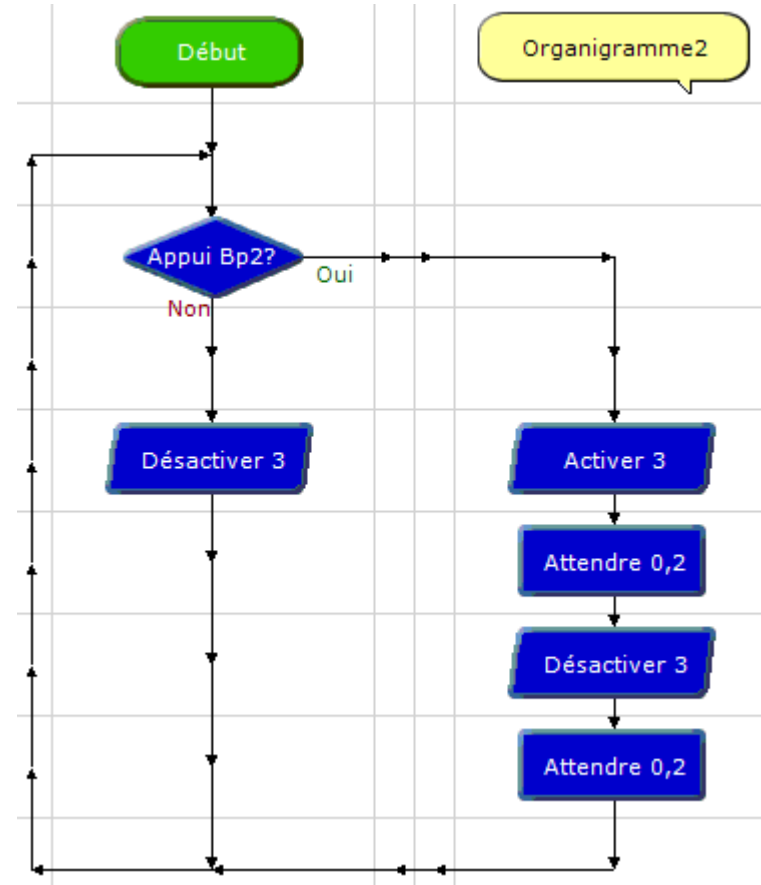 Début
Organigramme2
Appui Bp2?
Oui
Non
Désactiver 3
Activer 3
Attendre 0,2
Désactiver 3
Attendre 0,2